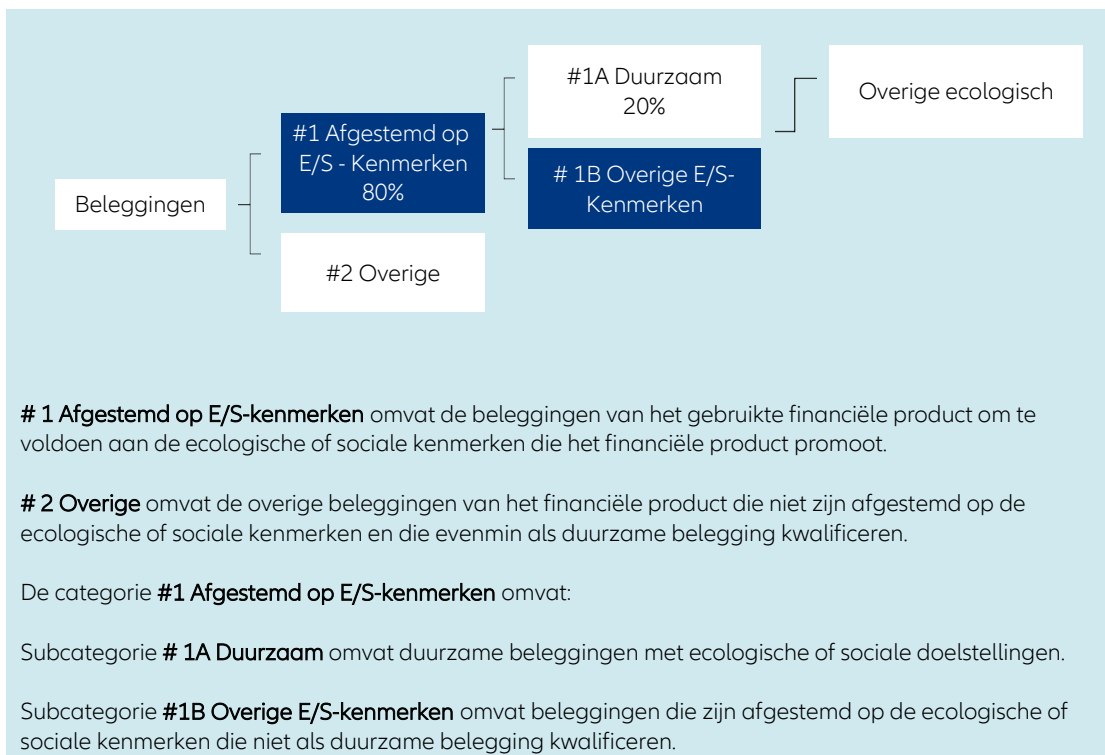 Beleggingen
#1 Afgestemd op
E/S - Kenmerken
80%
#2 Overige
#1A Duurzaam
20%
# 1B Overige E/S-
Kenmerken
Overige ecologisch
# 1 Afgestemd op E/S-kenmerken omvat de beleggingen van het gebruikte financiële product om te
voldoen aan de ecologische of sociale kenmerken die het financiële product promoot.
# 2 Overige omvat de overige beleggingen van het financiële product die niet zijn afgestemd op de
ecologische of sociale kenmerken en die evenmin als duurzame belegging kwalificeren.
De categorie #1 Afgestemd op E/S-kenmerken omvat:
Subcategorie # 1A Duurzaam omvat duurzame beleggingen met ecologische of sociale doelstellingen.
Subcategorie #1B Overige E/S-kenmerken omvat beleggingen die zijn afgestemd op de ecologische of
sociale kenmerken die niet als duurzame belegging kwalificeren.